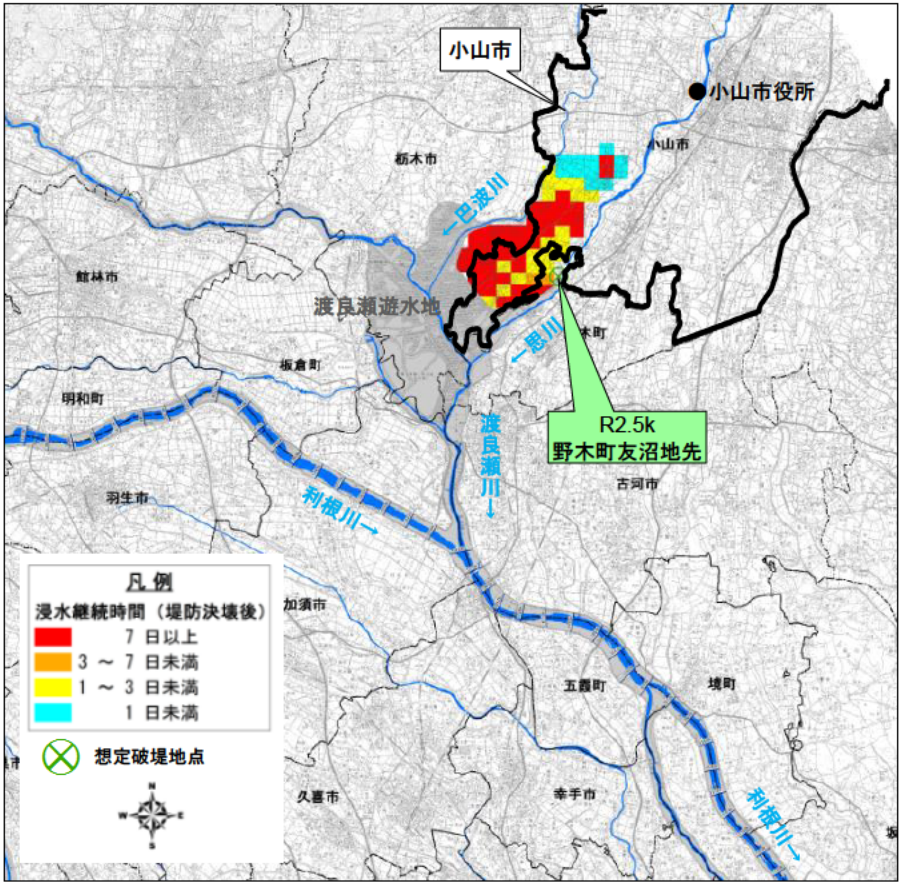 小山市
小山市役所
小山市
栃木市
←巴波川
館林市
渡良瀬遊水地
←思川
木町
板倉町
明和町
R2.5k
野木町友沼地先
渡良瀬川→
古河市
羽生市
利根川→
凡 例
浸水継続時間（堤防決壊後）
7 日以上
3 ～ 7 日未満
1 ～ 3 日未満
1 日未満
想定破堤地点
N
W
E
S
加須市
五霞町
境町
久喜市
幸手市
利根川→
坂